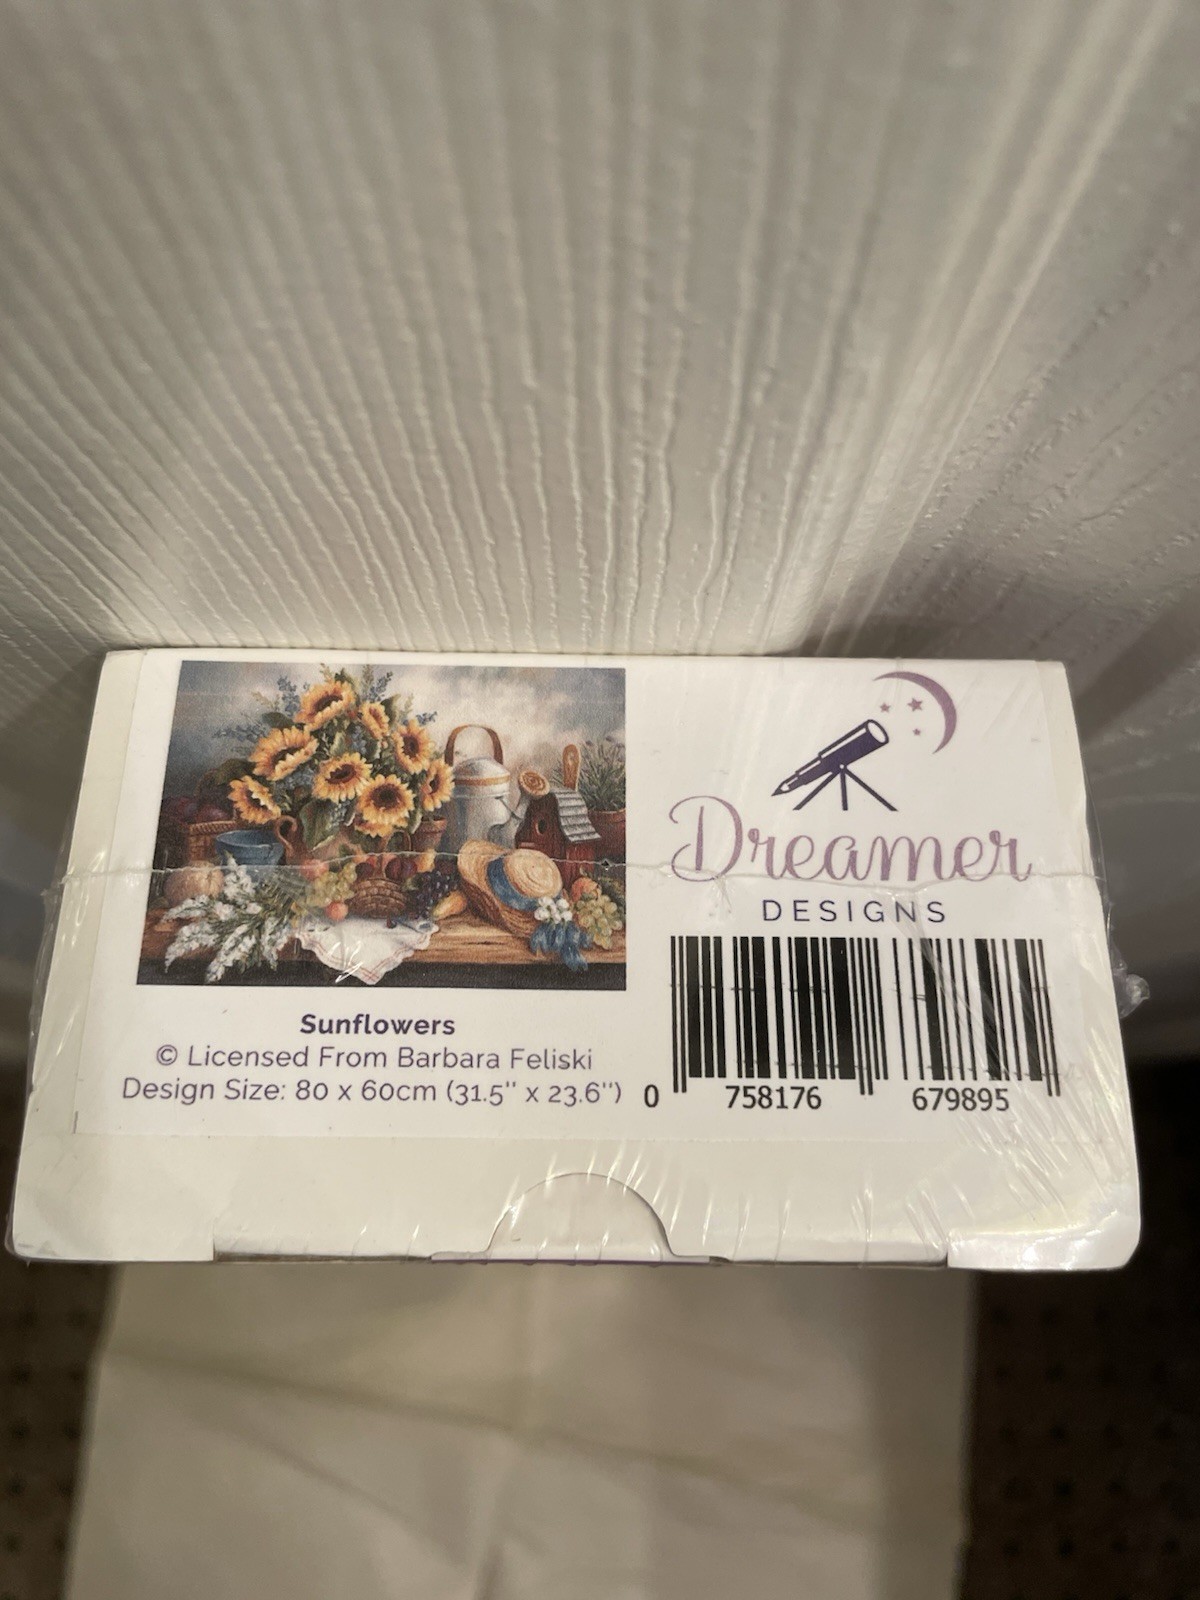 Dreamer
DESIGNS
Sunflowers
© Licensed From Barbara Feliski
Design Size: 80 x 60cm (31.5'' x 23.6'')
0 758176 679895